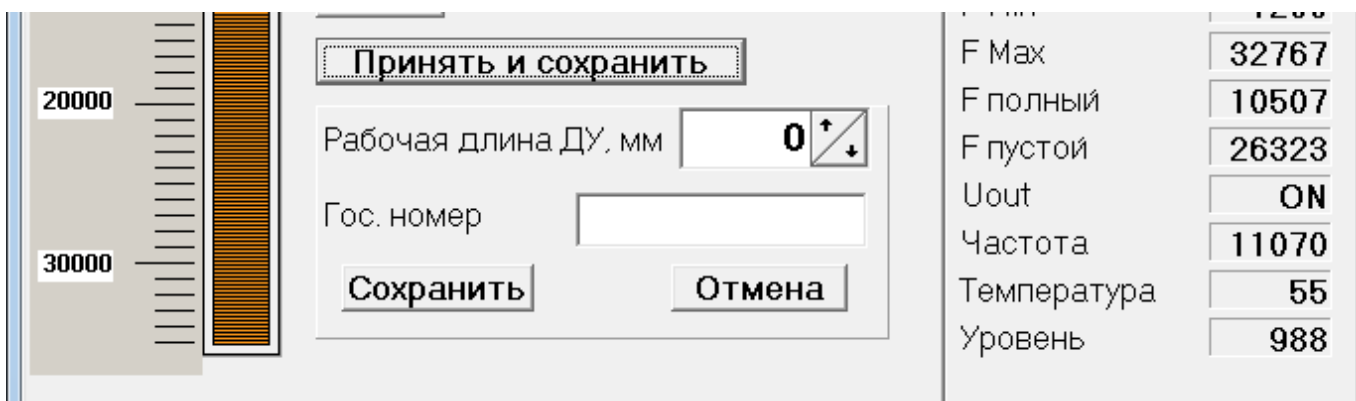 F Max 32767
Принять и сохранить
20000
F полный 10507
Рабочая длина ДУ, мм 0
F пустой 26323
Uout ON
Гос. номер
Частота 11070
30000
Сохранить Отмена
Температура 55
Уровень 988